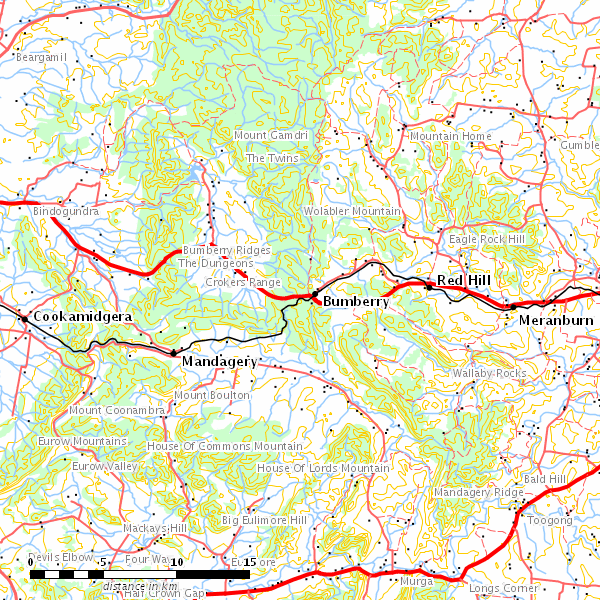 Beargamil
Mount Gamdri
Mountain Home
Gumble
The Twins
Bindogundra
Wolabler Mountain
Eagle Rock Hill
Bumberry Ridges
The Dungeons
Crokers Range
Red Hill
Bumberry
Cookamidgera
Meranburn
Mandagery
Wallaby Rocks
Mount Boulton
Mount Coonambra
Eurow Mountains
House Of Commons Mountain
Eurow Valley
House Of Lords Mountain
Bald Hill
Mandagery Ridge
Toogong
Big Eulimore Hill
Mackays Hill
Devils Elbow
Four Way
0 5 10 15
distance in km
Murga
Longs Corner
Half Crown Gap